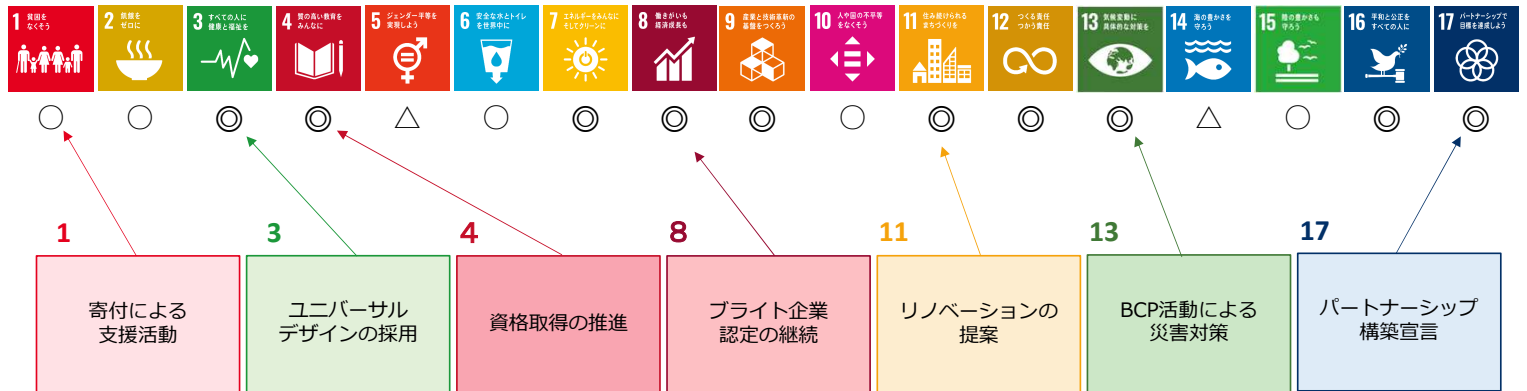 1 貧困を
なくそう
2 飢餓を
ゼロに
3 すべての人に
健康と福祉を
4 質の高い教育を
みんなに
5 ジェンダー平等を
実現しよう
6 安全な水とトイレ
を世界中に
7 エネルギーをみんなに
そしてクリーンに
8 働きがいも
経済成長も
9 産業と技術革新の
基盤をつくろう
10 人や国の不平等
をなくそう
11 住み続けられる
まちづくりを
12 つくる責任
つかう責任
13 気候変動に
具体的な対策を
14 海の豊かさを
守ろう
15 陸の豊かさも
守ろう
16 平和と公正を
すべての人に
17 パートナーシップで
目標を達成しよう
○ ○ ◎ ◎ △ ○ ◎ ◎ ◎ ○ ◎ ◎ ◎ △ ○ ◎ ◎
1
寄付による
支援活動
3
ユニバーサル
デザインの採用
4
資格取得の推進
8
ブライト企業
認定の継続
11
リノベーションの
提案
13
BCP活動による
災害対策
17
パートナーシップ
構築宣言